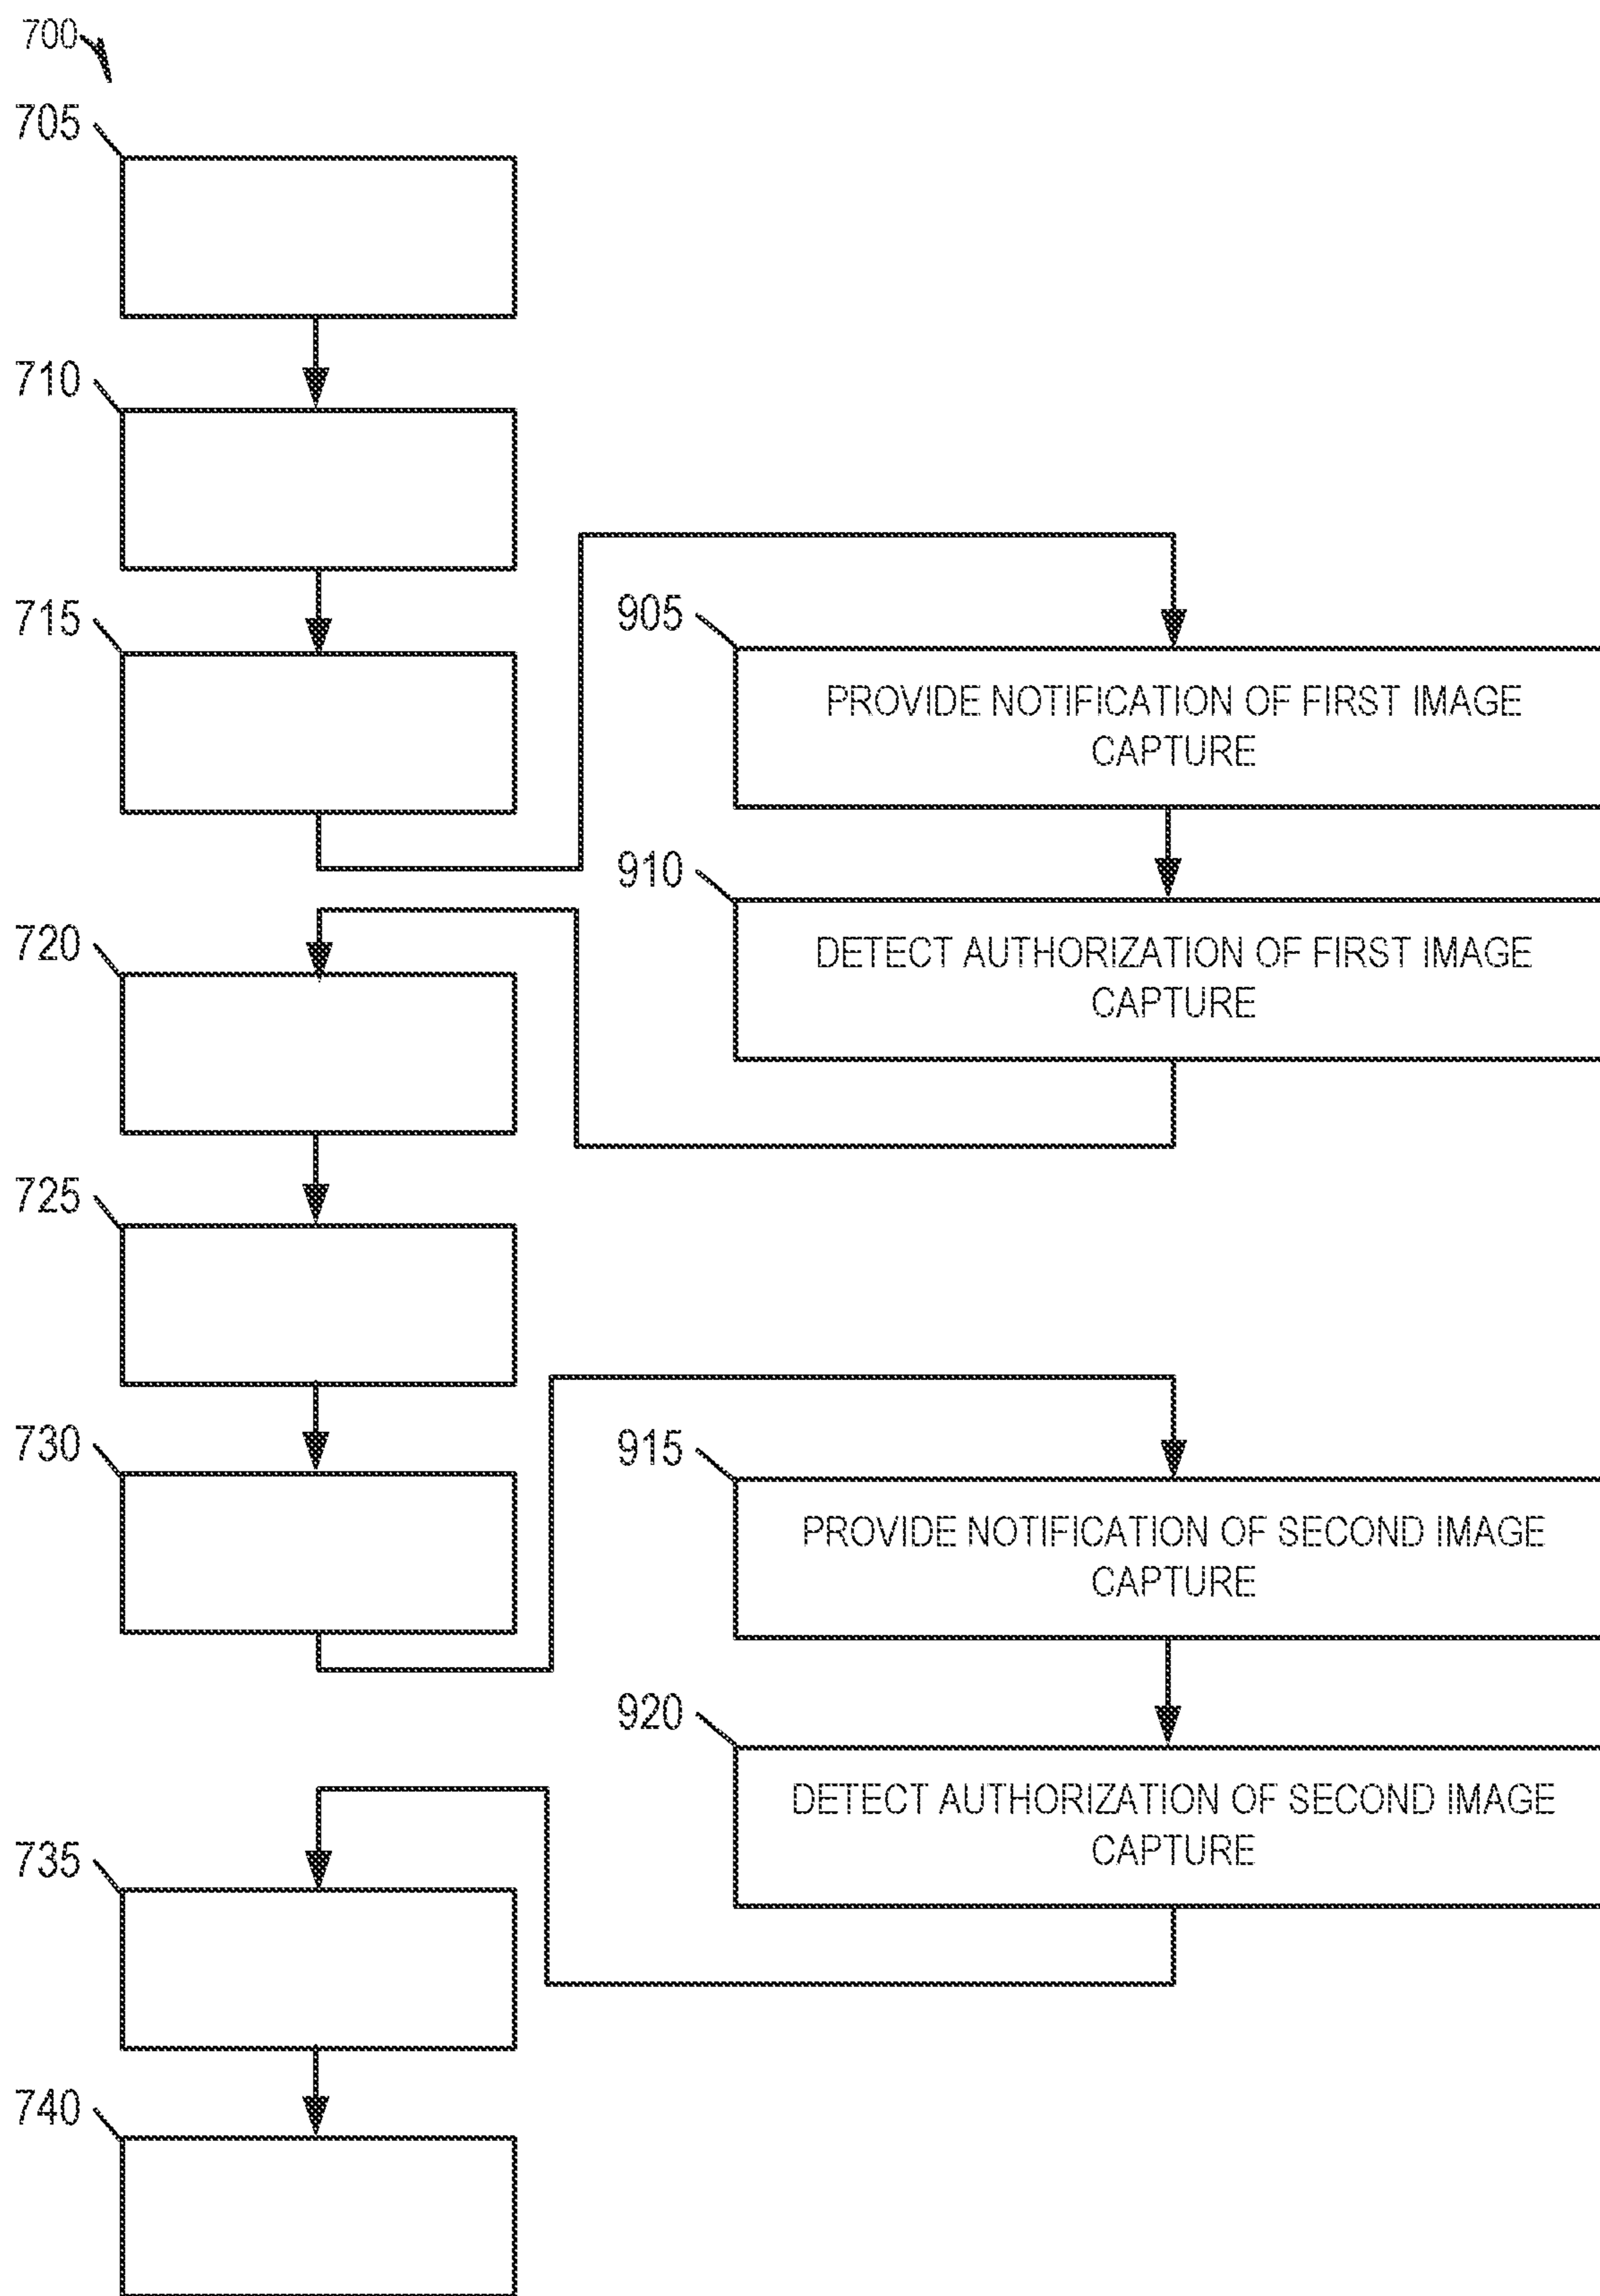 700
705
710
715
905
PROVIDE NOTIFICATION OF FIRST IMAGE
CAPTURE
910
DETECT AUTHORIZATION OF FIRST IMAGE
CAPTURE
720
725
730
915
PROVIDE NOTIFICATION OF SECOND IMAGE
CAPTURE
920
DETECT AUTHORIZATION OF SECOND IMAGE
CAPTURE
735
740